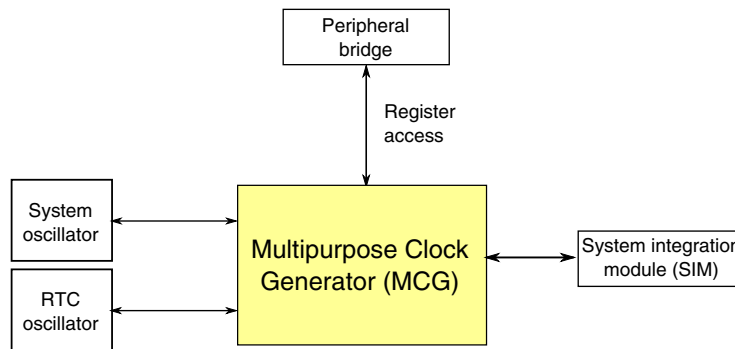 Peripheral
bridge
Register
access
System
oscillator
Multipurpose Clock
Generator (MCG)
System integration
module (SIM)
RTC
oscillator